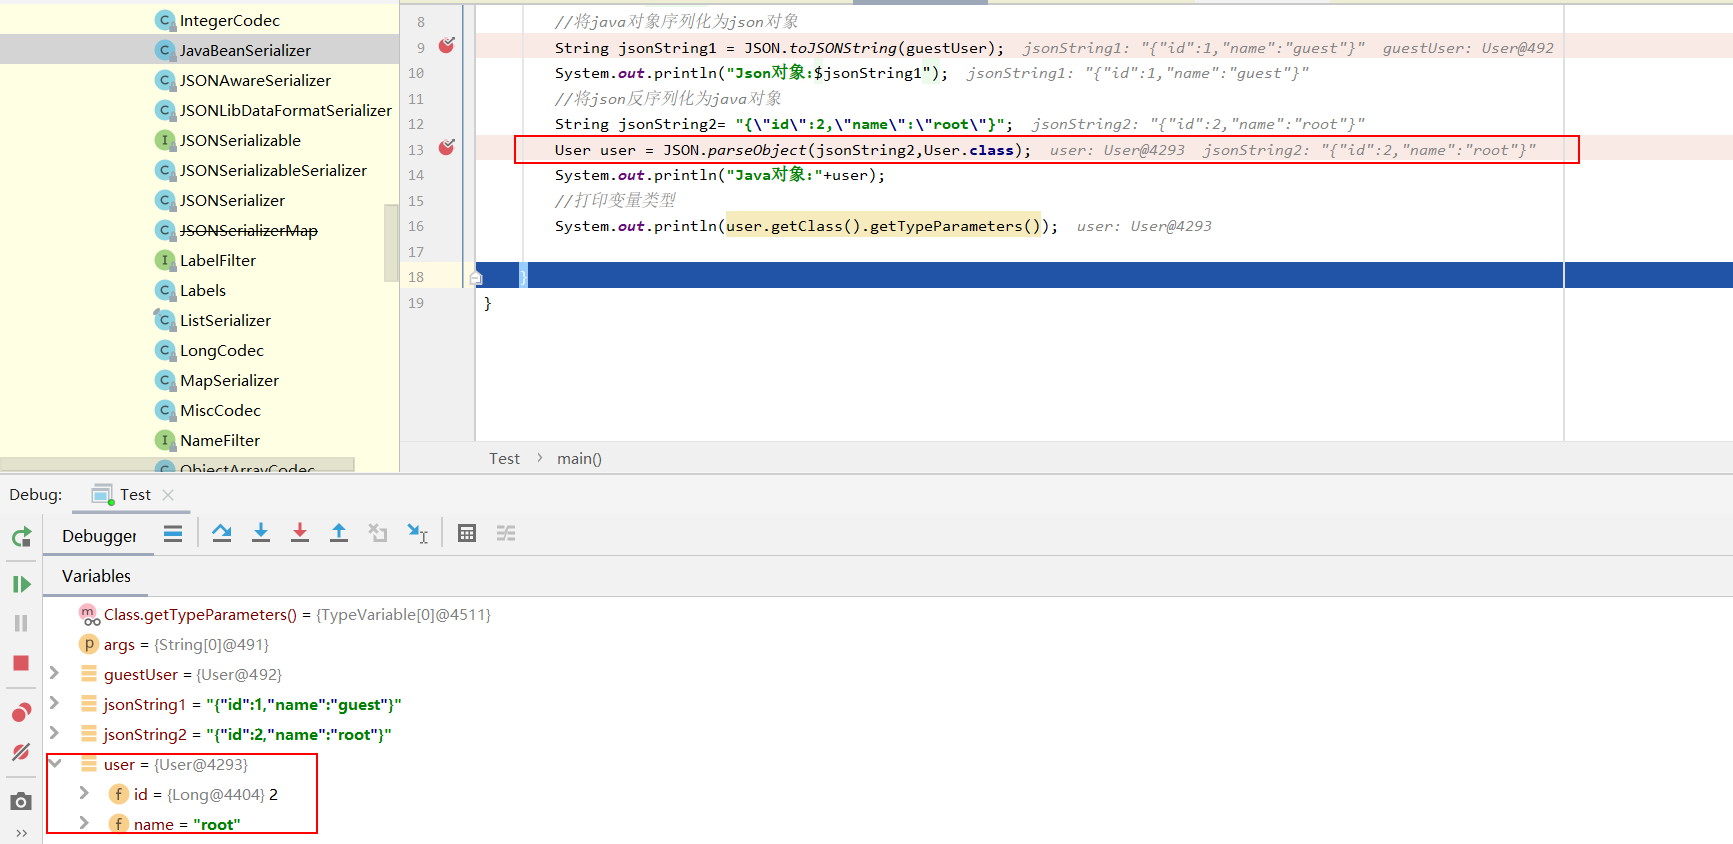 IntegerCodec
JavaBeanSerializer
JSONAwareSerializer
JSONLibDataFormatSerializer
JSONSerializable
JSONSerializableSerializer
JSONSerializer
JSONSerializerMap
LabelFilter
Labels
ListSerializer
LongCodec
MapSerializer
MiscCodec
NameFilter
ObjectArrayCodec
8 //将java对象序列化为json对象
9 String jsonString1 = JSON.toJSONString(guestUser); jsonString1: "{"id":1,"name":"guest"}" guestUser: User@492
10 System.out.println("Json对象:$jsonString1"); jsonString1: "{"id":1,"name":"guest"}"
11 //将json反序列化为java对象
12 String jsonString2= "{\"id\":2,\"name\":\"root\"}"; jsonString2: "{"id":2,"name":"root"}"
13 User user = JSON.parseObject(jsonString2,User.class); user: User@4293 jsonString2: "{"id":2,"name":"root"}"
14 System.out.println("Java对象:"+user);
15 //打印变量类型
16 System.out.println(user.getClass().getTypeParameters()); user: User@4293
17
18 }
19 }
Test › main()
Debug: Test
Debugger
Variables
Class.getTypeParameters() = {TypeVariable[0]@4511}
args = {String[0]@491}
guestUser = {User@492}
jsonString1 = "{"id":1,"name":"guest"}"
jsonString2 = "{"id":2,"name":"root"}"
user = {User@4293}
id = {Long@4404} 2
name = "root"